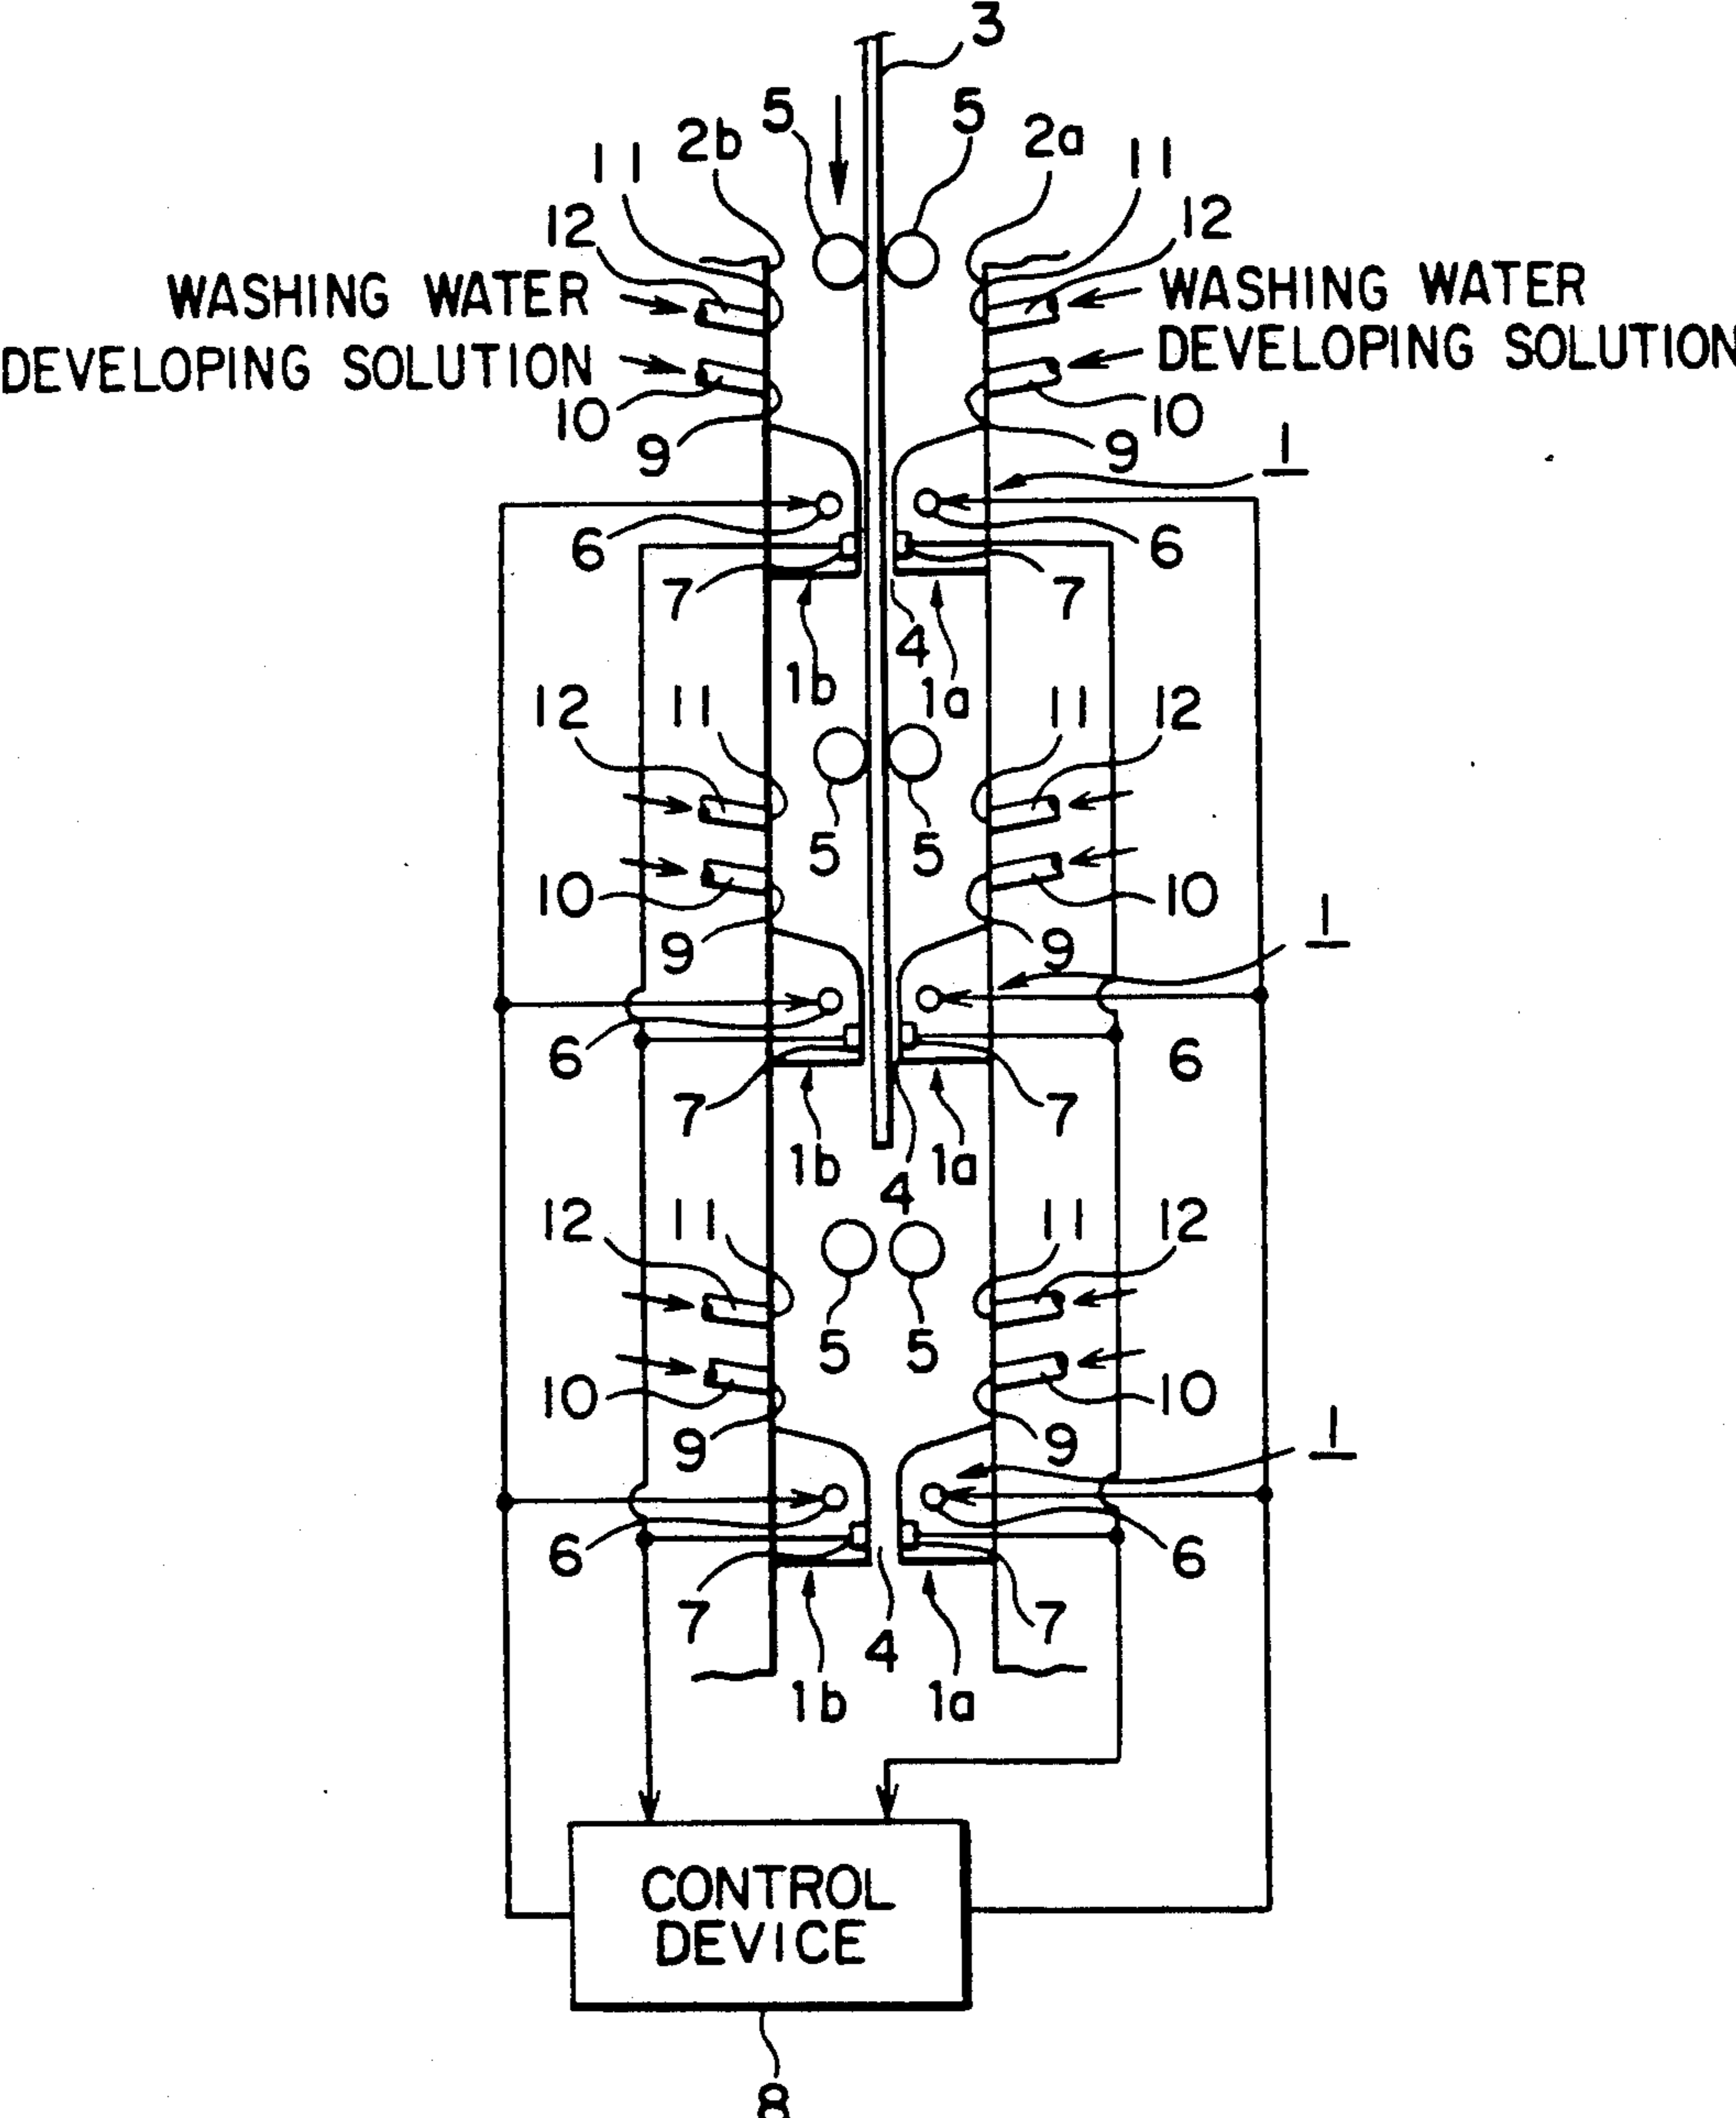 3
5 5
2b 2a
11 11
12 12
WASHING WATER WASHING WATER
DEVELOPING SOLUTION DEVELOPING SOLUTION
10 10
9 9
1
6 6
7 7
4
1b 1a
12 11 11 12
5 5
10 10
9 9
1
6 6
7 7
1b 1a
4
12 11 11 12
5 5
10 10
9 9
1
6 6
7 7
4
1b 1a
CONTROL
DEVICE
8